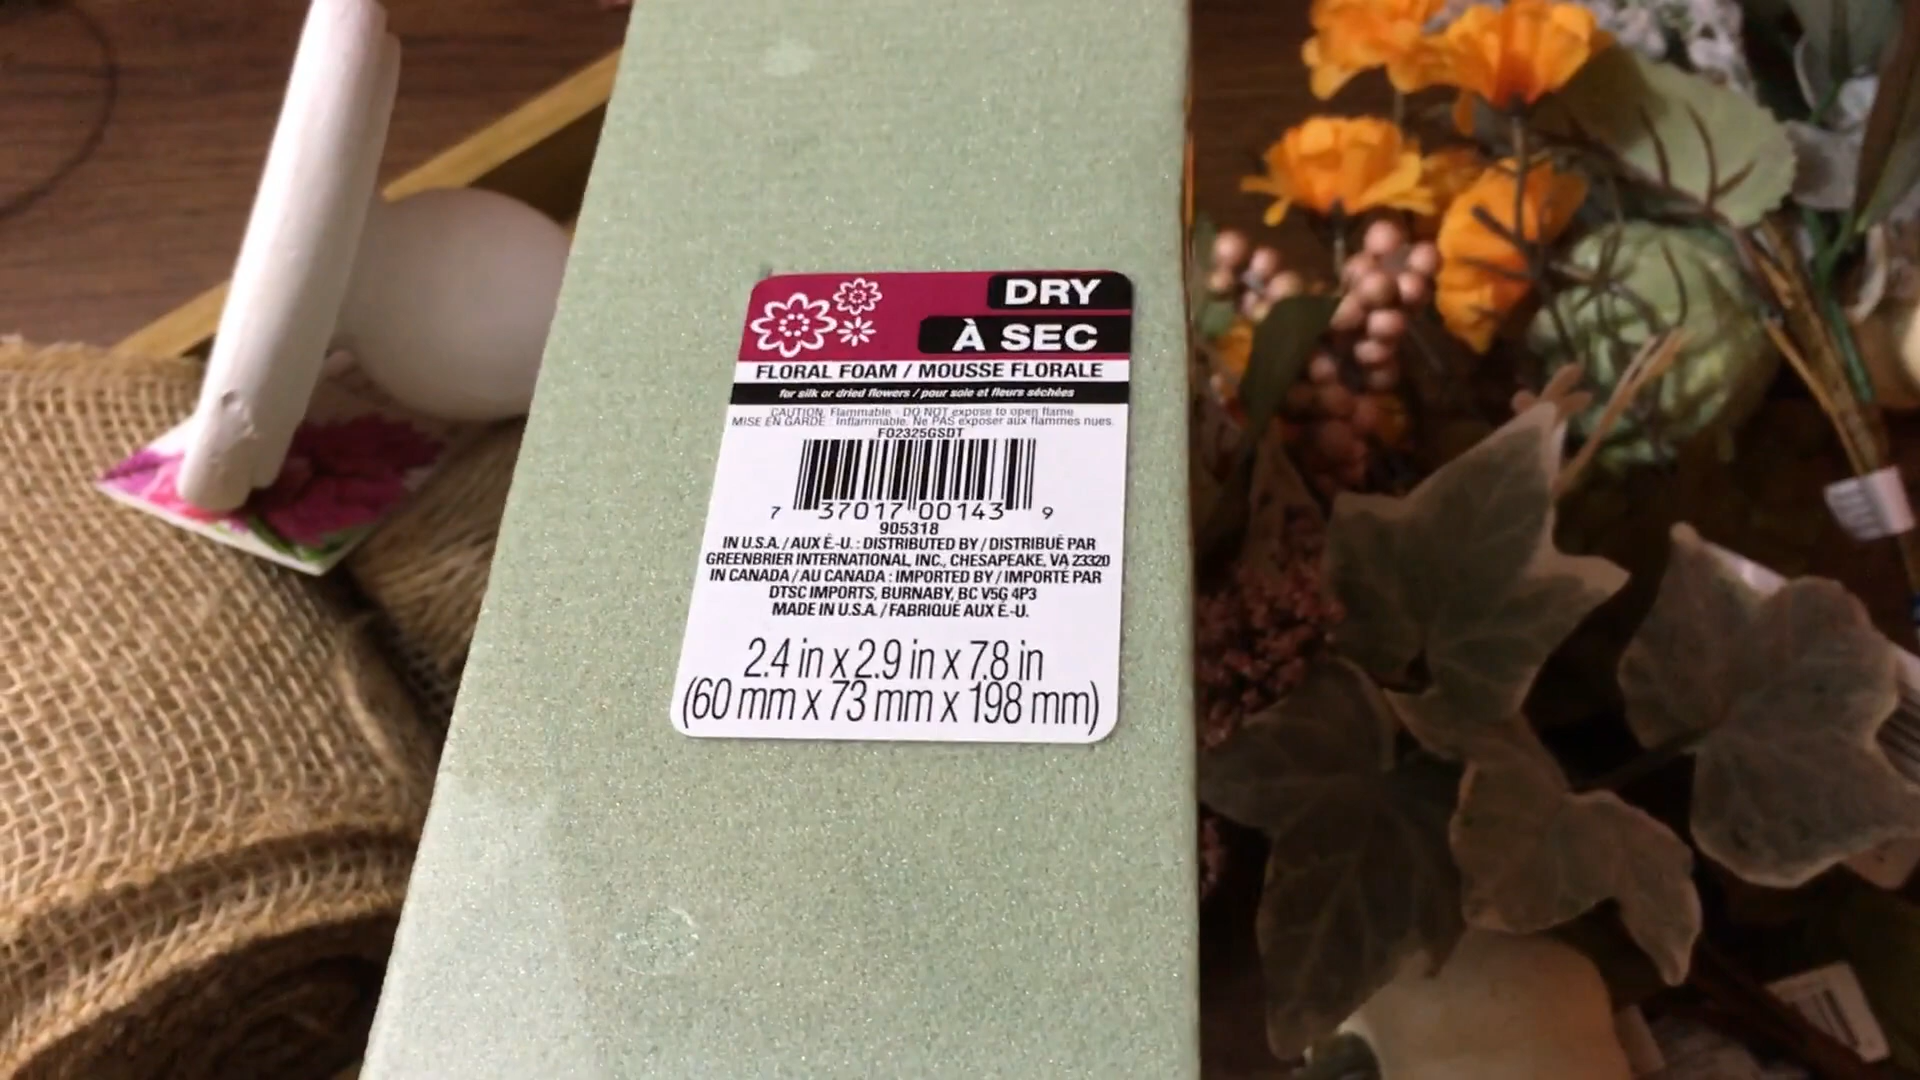 DRY
À SEC
FLORAL FOAM / MOUSSE FLORALE
for silk or dried flowers / pour soie et fleurs séchées
CAUTION: Flammable - DO NOT expose to open flame
MISE EN GARDE : Inflammable. Ne PAS exposer aux flammes nues.
FO2325GSDT
7 37017 00143 9
905318
IN U.S.A. / AUX É.-U. : DISTRIBUTED BY / DISTRIBUÉ PAR
GREENBRIER INTERNATIONAL, INC., CHESAPEAKE, VA 23320
IN CANADA / AU CANADA : IMPORTED BY / IMPORTÉ PAR
DTSC IMPORTS, BURNABY, BC V5G 4P3
MADE IN U.S.A. / FABRIQUÉ AUX É.-U.
2.4 in x 2.9 in x 7.8 in
(60 mm x 73 mm x 198 mm)